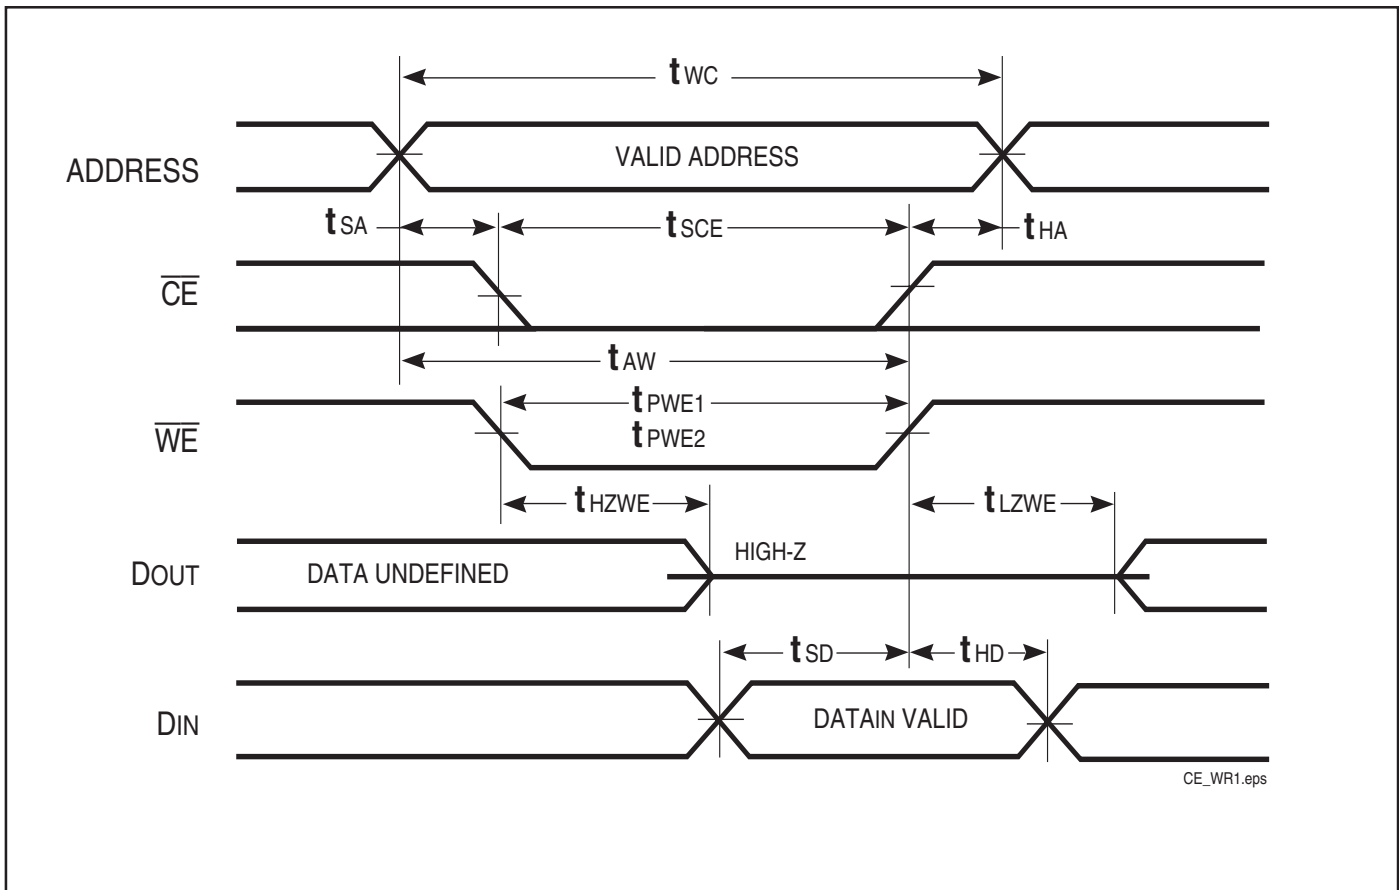 tWC
ADDRESS
VALID ADDRESS
tSA
tSCE
tHA
CE
tAW
tPWE1
WE
tPWE2
tHZWE
tLZWE
DOUT
DATA UNDEFINED
HIGH-Z
tSD
tHD
DIN
DATAIN VALID
CE_WR1.eps